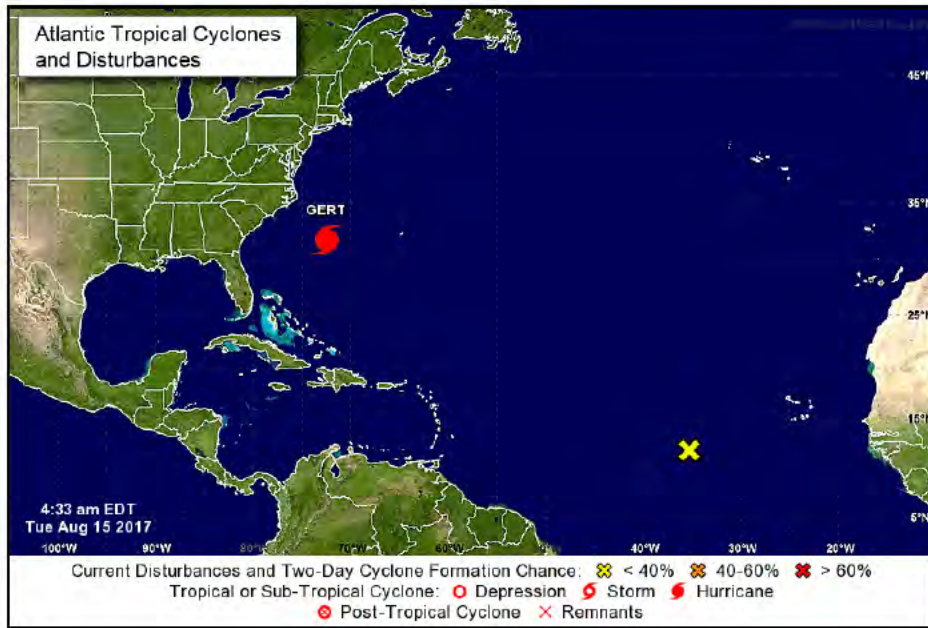 Atlantic Tropical Cyclones
and Disturbances
45°N
GERT
35°N
25°N
15°N
4:33 am EDT
Tue Aug 15 2017
5°N
100°W 90°W 80°W 70°W 60°W 50°W 40°W 30°W 20°W
Current Disturbances and Two-Day Cyclone Formation Chance: < 40% 40-60% > 60%
Tropical or Sub-Tropical Cyclone: Depression Storm Hurricane
Post-Tropical Cyclone Remnants